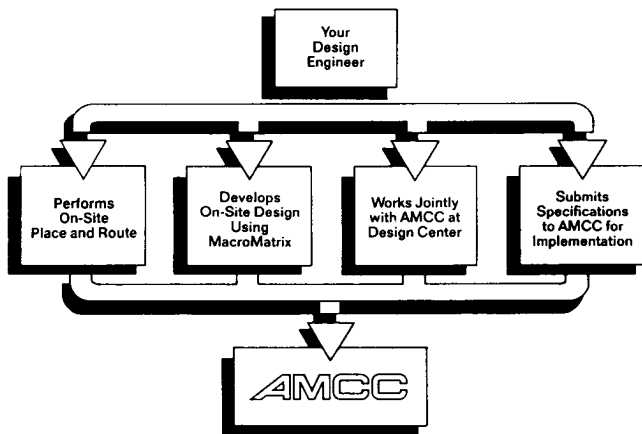 Your
Design
Engineer
Performs
On-Site
Place and Route
Develops
On-Site Design
Using
MacroMatrix
Works Jointly
with AMCC at
Design Center
Submits
Specifications
to AMCC for
Implementation
AMCC